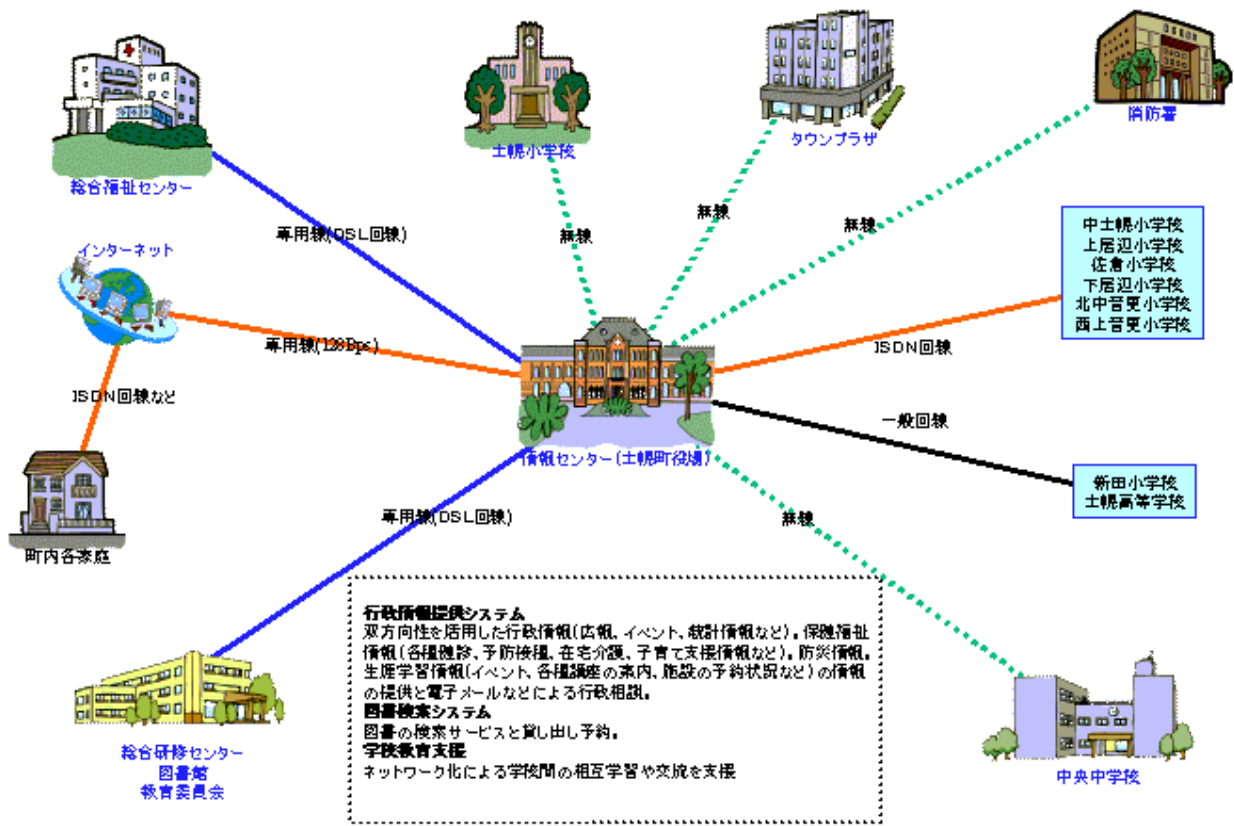 総合福祉センター
士幌小学校
タウンプラザ
消防署
専用線(DSL回線)
無線
無線
無線
インターネット
専用線(128Bps)
ISDN回線など
町内各家庭
中士幌小学校
上居辺小学校
佐倉小学校
下居辺小学校
北中音更小学校
西上音更小学校
ISDN回線
一般回線
情報センター(士幌町役場)
新田小学校
士幌高等学校
専用線(DSL回線)
無線
行政情報提供システム
双方向性を活用した行政情報(広報、イベント、統計情報など)。保健福祉
情報(各種健診、予防接種、在宅介護、子育て支援情報など)。防災情報。
生涯学習情報(イベント、各種講座の案内、施設の予約状況など)の情報
の提供と電子メールなどによる行政相談。
図書検索システム
図書の検索サービスと貸し出し予約。
学校教育支援
ネットワーク化による学校間の相互学習や交流を支援
総合研修センター
図書館
教育委員会
中央中学校